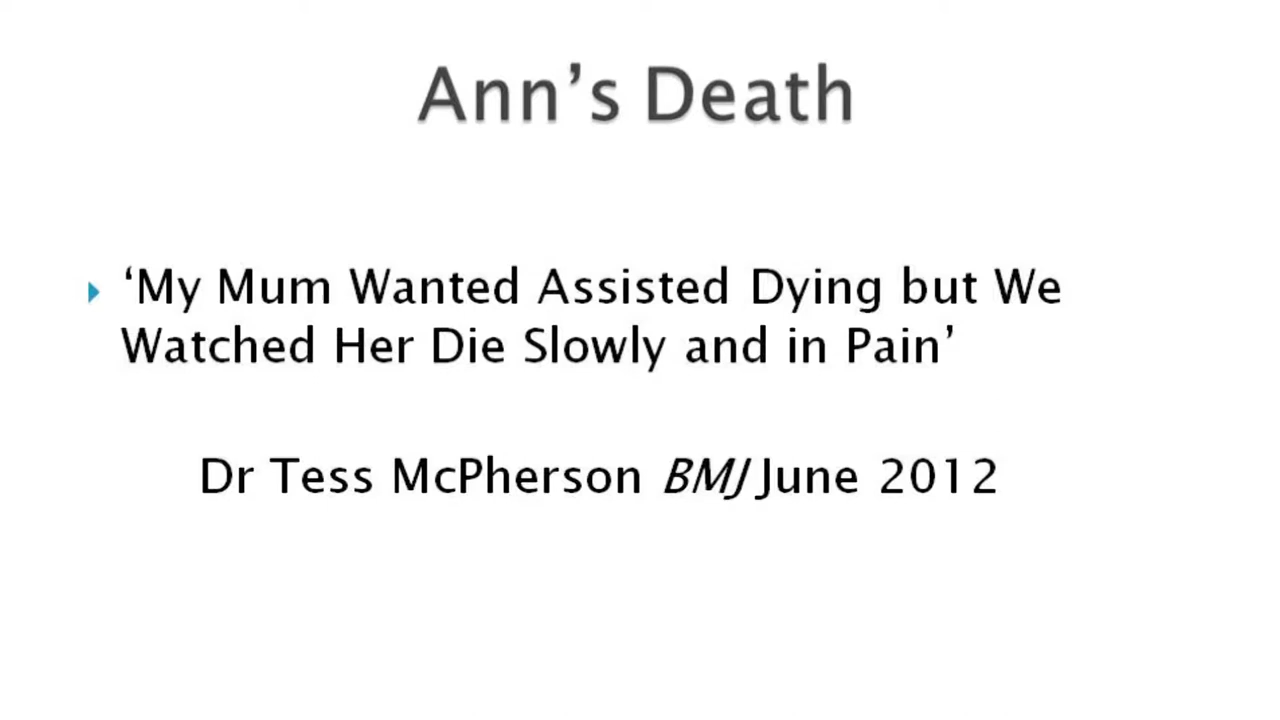 Ann’s Death
‘My Mum Wanted Assisted Dying but We
Watched Her Die Slowly and in Pain’
Dr Tess McPherson BMJ June 2012